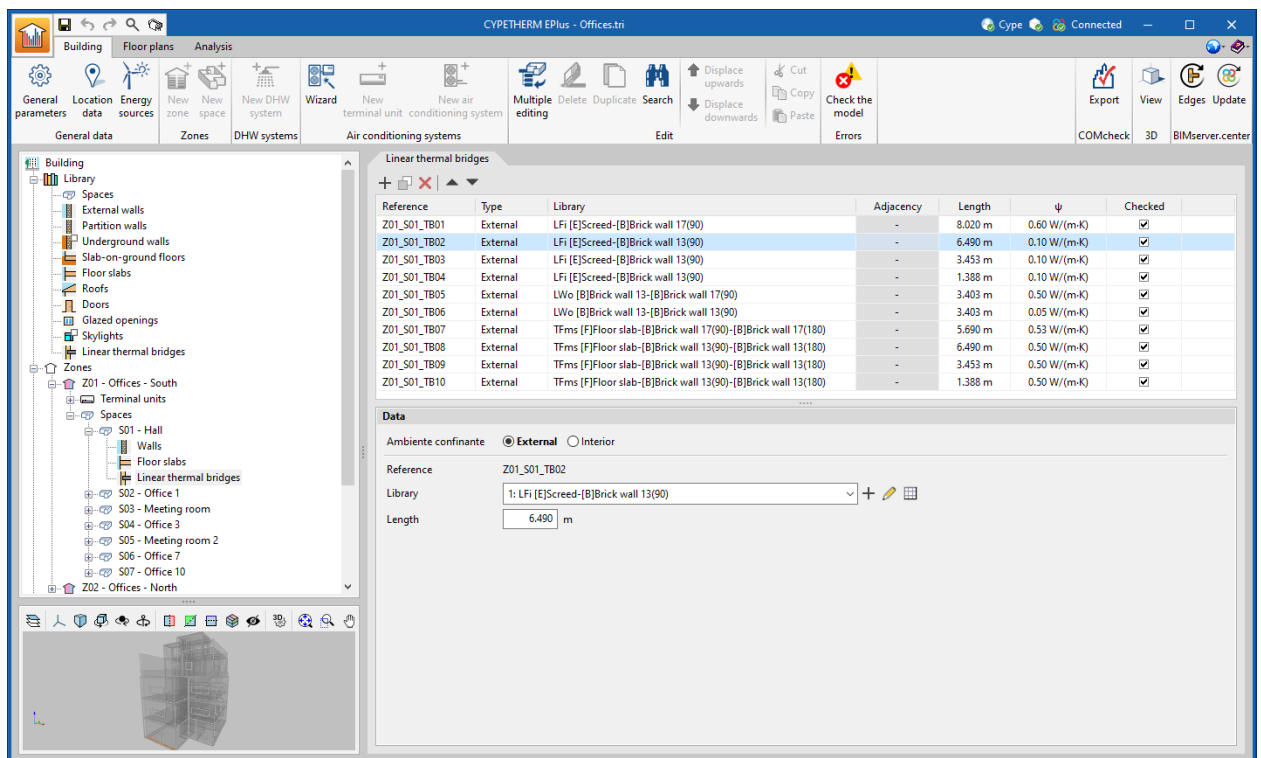 CYPETHERM EPlus - Offices.tri
Cype
Connected
Building Floor plans Analysis
General parameters
Location data
Energy sources
New zone
New space
New DHW system
Wizard
New terminal unit
New air conditioning system
Multiple editing
Delete
Duplicate
Search
Displace upwards
Displace downwards
Cut
Copy
Paste
Check the model
Export
View
Edges
Update
General data
Zones
DHW systems
Air conditioning systems
Edit
Errors
COMcheck
3D
BIMserver.center
Building
Library
Spaces
External walls
Partition walls
Underground walls
Slab-on-ground floors
Floor slabs
Roofs
Doors
Glazed openings
Skylights
Linear thermal bridges
Zones
Z01 - Offices - South
Terminal units
Spaces
S01 - Hall
Walls
Floor slabs
Linear thermal bridges
S02 - Office 1
S03 - Meeting room
S04 - Office 3
S05 - Meeting room 2
S06 - Office 7
S07 - Office 10
Z02 - Offices - North
3D
Linear thermal bridges
Reference Type Library Adjacency Length ψ Checked
Z01_S01_TB01 External LFi [E]Screed-[B]Brick wall 17(90) - 8.020 m 0.60 W/(m·K)
Z01_S01_TB02 External LFi [E]Screed-[B]Brick wall 13(90) - 6.490 m 0.10 W/(m·K)
Z01_S01_TB03 External LFi [E]Screed-[B]Brick wall 13(90) - 3.453 m 0.10 W/(m·K)
Z01_S01_TB04 External LFi [E]Screed-[B]Brick wall 13(90) - 1.388 m 0.10 W/(m·K)
Z01_S01_TB05 External LWo [B]Brick wall 13-[B]Brick wall 17(90) - 3.403 m 0.50 W/(m·K)
Z01_S01_TB06 External LWo [B]Brick wall 13-[B]Brick wall 13(90) - 3.403 m 0.05 W/(m·K)
Z01_S01_TB07 External TFms [F]Floor slab-[B]Brick wall 17(90)-[B]Brick wall 17(180) - 5.690 m 0.53 W/(m·K)
Z01_S01_TB08 External TFms [F]Floor slab-[B]Brick wall 13(90)-[B]Brick wall 13(180) - 6.490 m 0.50 W/(m·K)
Z01_S01_TB09 External TFms [F]Floor slab-[B]Brick wall 13(90)-[B]Brick wall 13(180) - 3.453 m 0.50 W/(m·K)
Z01_S01_TB10 External TFms [F]Floor slab-[B]Brick wall 13(90)-[B]Brick wall 13(180) - 1.388 m 0.50 W/(m·K)
Data
Ambiente confinante External Interior
Reference Z01_S01_TB02
Library 1: LFi [E]Screed-[B]Brick wall 13(90)
Length 6.490 m